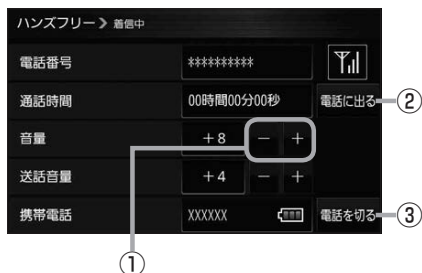 ハンズフリー 》 着信中
電話番号 **********
通話時間 00時間00分00秒 電話に出る ②
音量 +8 − +
送話音量 +4 − +
携帯電話 XXXXXX 電話を切る ③
①